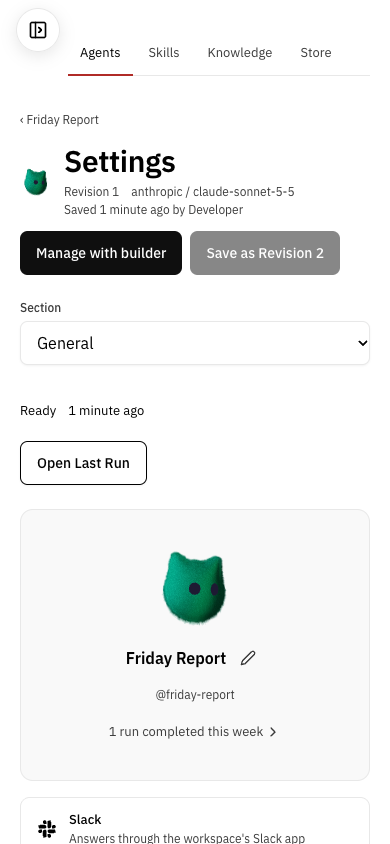 Agents Skills Knowledge Store
‹ Friday Report
Settings
Revision 1 anthropic / claude-sonnet-5-5
Saved 1 minute ago by Developer
Manage with builder Save as Revision 2
Section
General
Ready 1 minute ago
Open Last Run
Friday Report
@friday-report
1 run completed this week
Slack
Answers through the workspace's Slack app